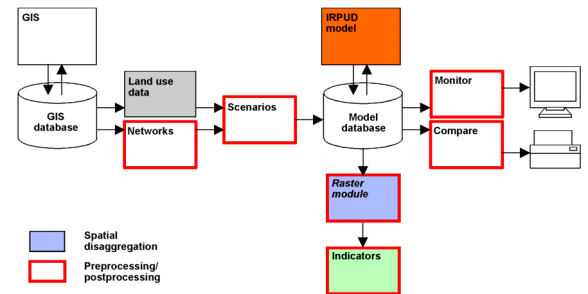 GIS
IRPUD
model
Land use
data
Monitor
GIS
database
Scenarios
Model
database
Networks
Compare
Raster
module
Spatial
disaggregation
Indicators
Preprocessing/
postprocessing